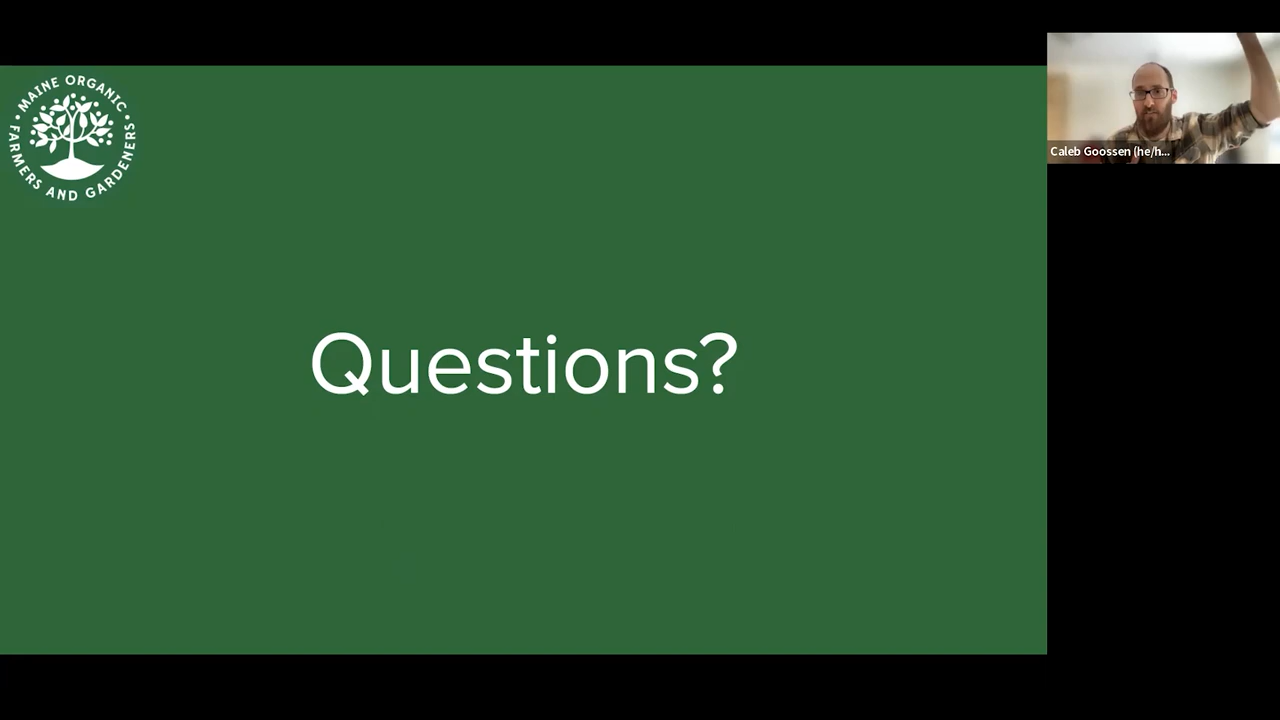 MAINE ORGANIC
FARMERS AND GARDENERS
Questions?
Caleb Goossen (he/h...